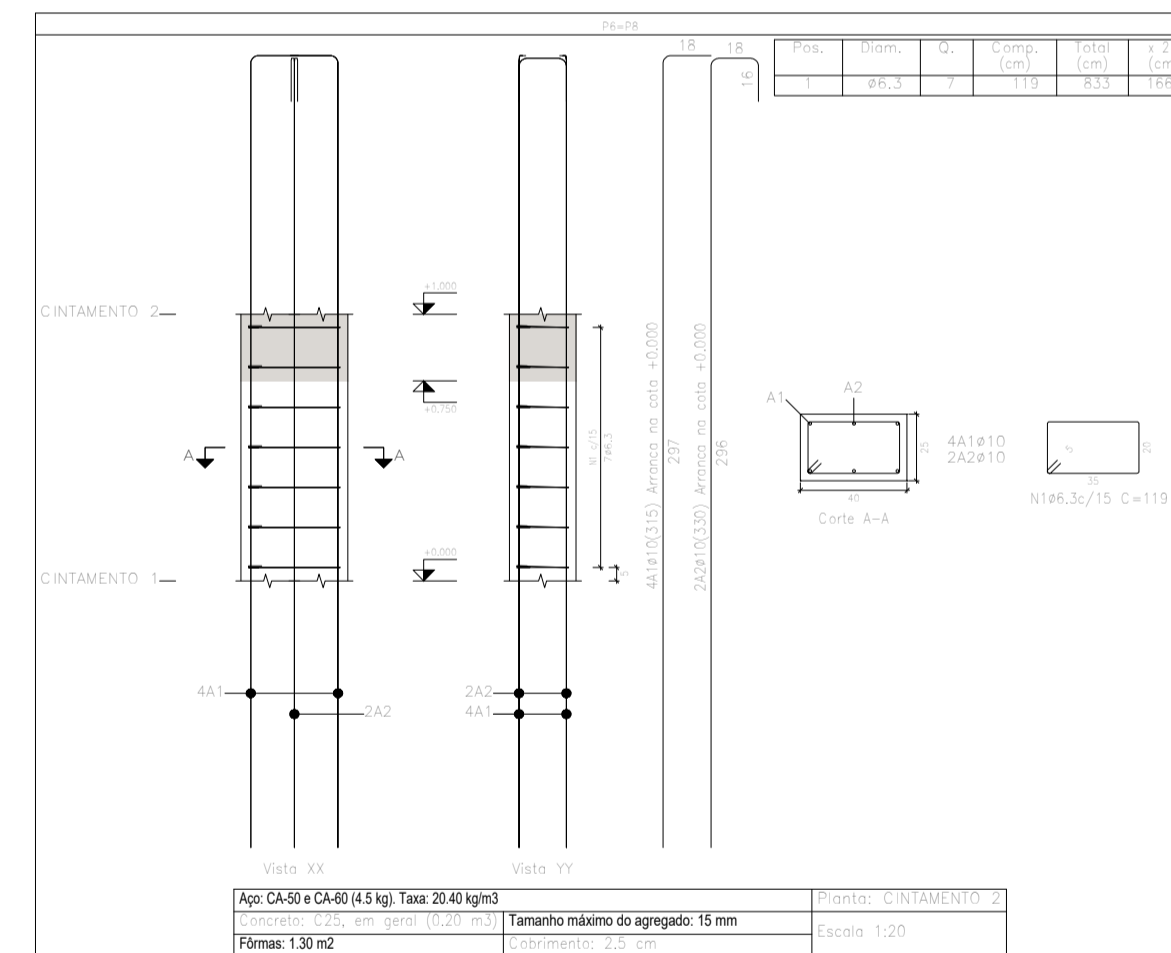 P6=P8
18 18
16
Pos. Diam. Q. Comp. (cm) Total (cm) x 2 (cm
1 ø6.3 7 119 833 166
CINTAMENTO 2
+1.000
+0.750
A A
CINTAMENTO 1
+0.000
N1 c/15
7ø6.3
5
4A1ø10(315) Arranca na cota +0.000
297
2A2ø10(330) Arranca na cota +0.000
296
A1
A2
25
40
4A1ø10
2A2ø10
Corte A-A
5
20
35
N1ø6.3c/15 C=119
4A1
2A2
2A2
4A1
Vista XX
Vista YY
Aço: CA-50 e CA-60 (4.5 kg). Taxa: 20.40 kg/m3
Planta: CINTAMENTO 2
Concreto: C25, em geral (0.20 m3)
Tamanho máximo do agregado: 15 mm
Escala 1:20
Fôrmas: 1.30 m2
Cobrimento: 2.5 cm